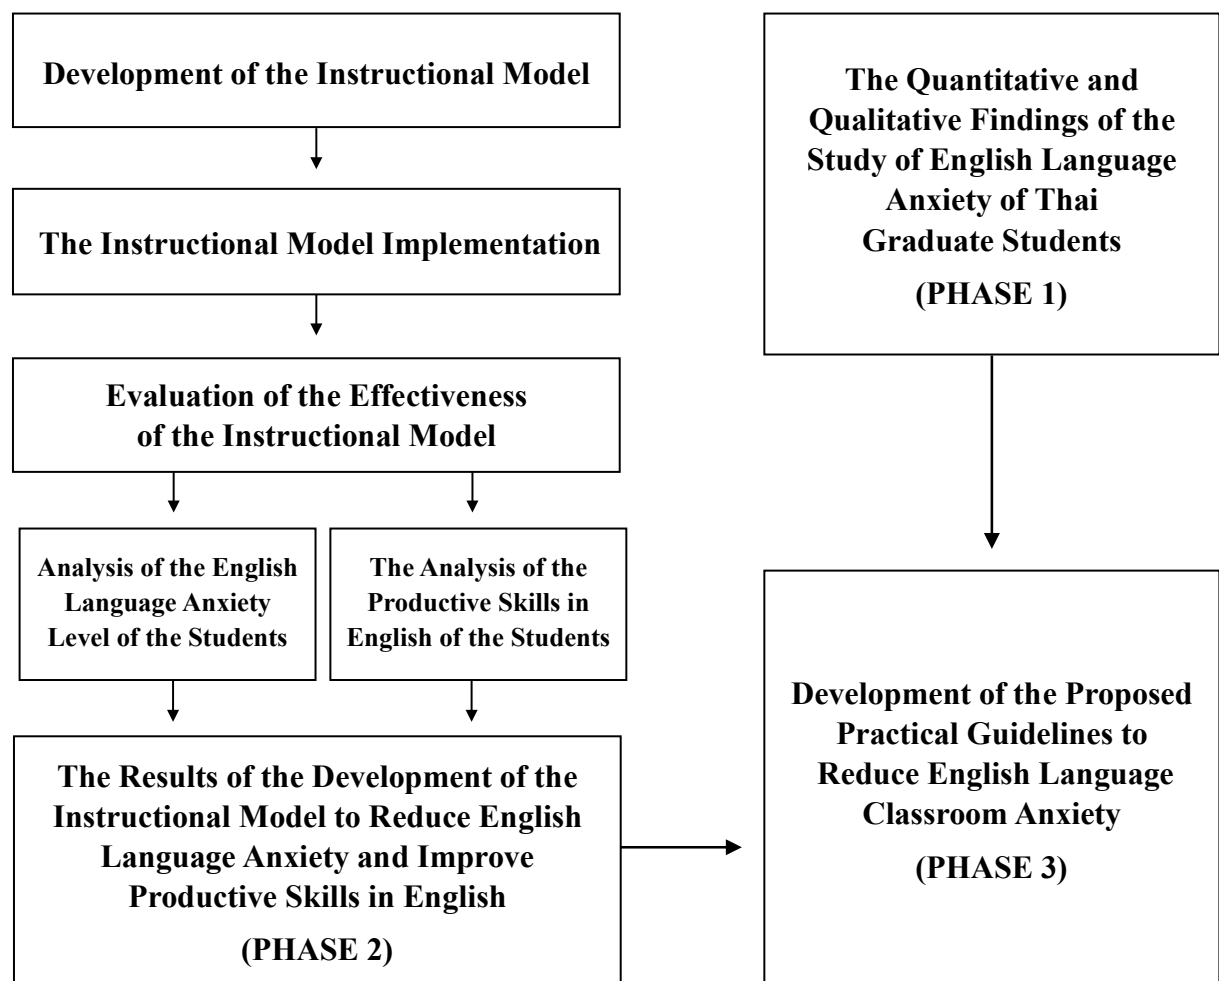 Development of the Instructional Model
The Instructional Model Implementation
Evaluation of the Effectiveness
of the Instructional Model
Analysis of the English
Language Anxiety
Level of the Students
The Analysis of the
Productive Skills in
English of the Students
The Results of the Development of the
Instructional Model to Reduce English
Language Anxiety and Improve
Productive Skills in English
(PHASE 2)
The Quantitative and
Qualitative Findings of the
Study of English Language
Anxiety of Thai
Graduate Students
(PHASE 1)
Development of the Proposed
Practical Guidelines to
Reduce English Language
Classroom Anxiety
(PHASE 3)